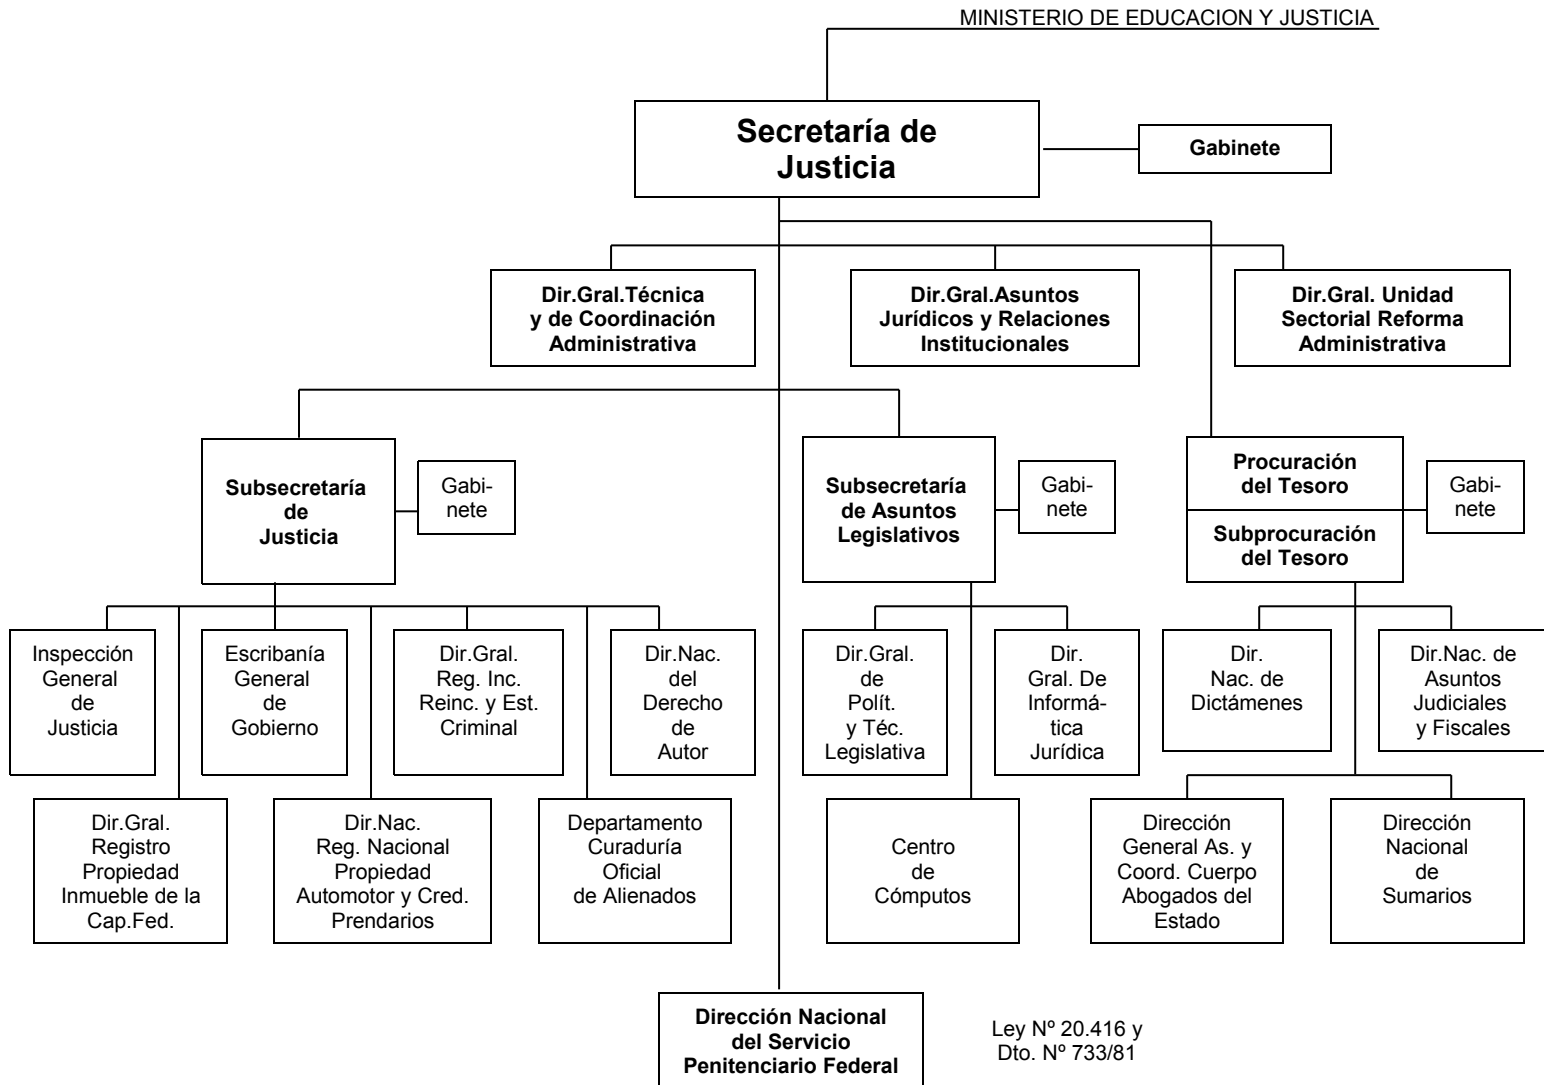 MINISTERIO DE EDUCACION Y JUSTICIA
Secretaría de
Justicia
Gabinete
Dir.Gral.Técnica
y de Coordinación
Administrativa
Dir.Gral.Asuntos
Jurídicos y Relaciones
Institucionales
Dir.Gral. Unidad
Sectorial Reforma
Administrativa
Subsecretaría
de
Justicia
Gabi-
nete
Subsecretaría
de Asuntos
Legislativos
Gabi-
nete
Procuración
del Tesoro
Subprocuración
del Tesoro
Gabi-
nete
Inspección
General
de
Justicia
Escribanía
General
de
Gobierno
Dir.Gral.
Reg. Inc.
Reinc. y Est.
Criminal
Dir.Nac.
del
Derecho
de
Autor
Dir.Gral.
de
Polít.
y Téc.
Legislativa
Dir.
Gral. De
Informá-
tica
Jurídica
Dir.
Nac. de
Dictámenes
Dir.Nac. de
Asuntos
Judiciales
y Fiscales
Dir.Gral.
Registro
Propiedad
Inmueble de la
Cap.Fed.
Dir.Nac.
Reg. Nacional
Propiedad
Automotor y Cred.
Prendarios
Departamento
Curaduría
Oficial
de Alienados
Centro
de
Cómputos
Dirección
General As. y
Coord. Cuerpo
Abogados del
Estado
Dirección
Nacional
de
Sumarios
Dirección Nacional
del Servicio
Penitenciario Federal
Ley Nº 20.416 y
Dto. Nº 733/81